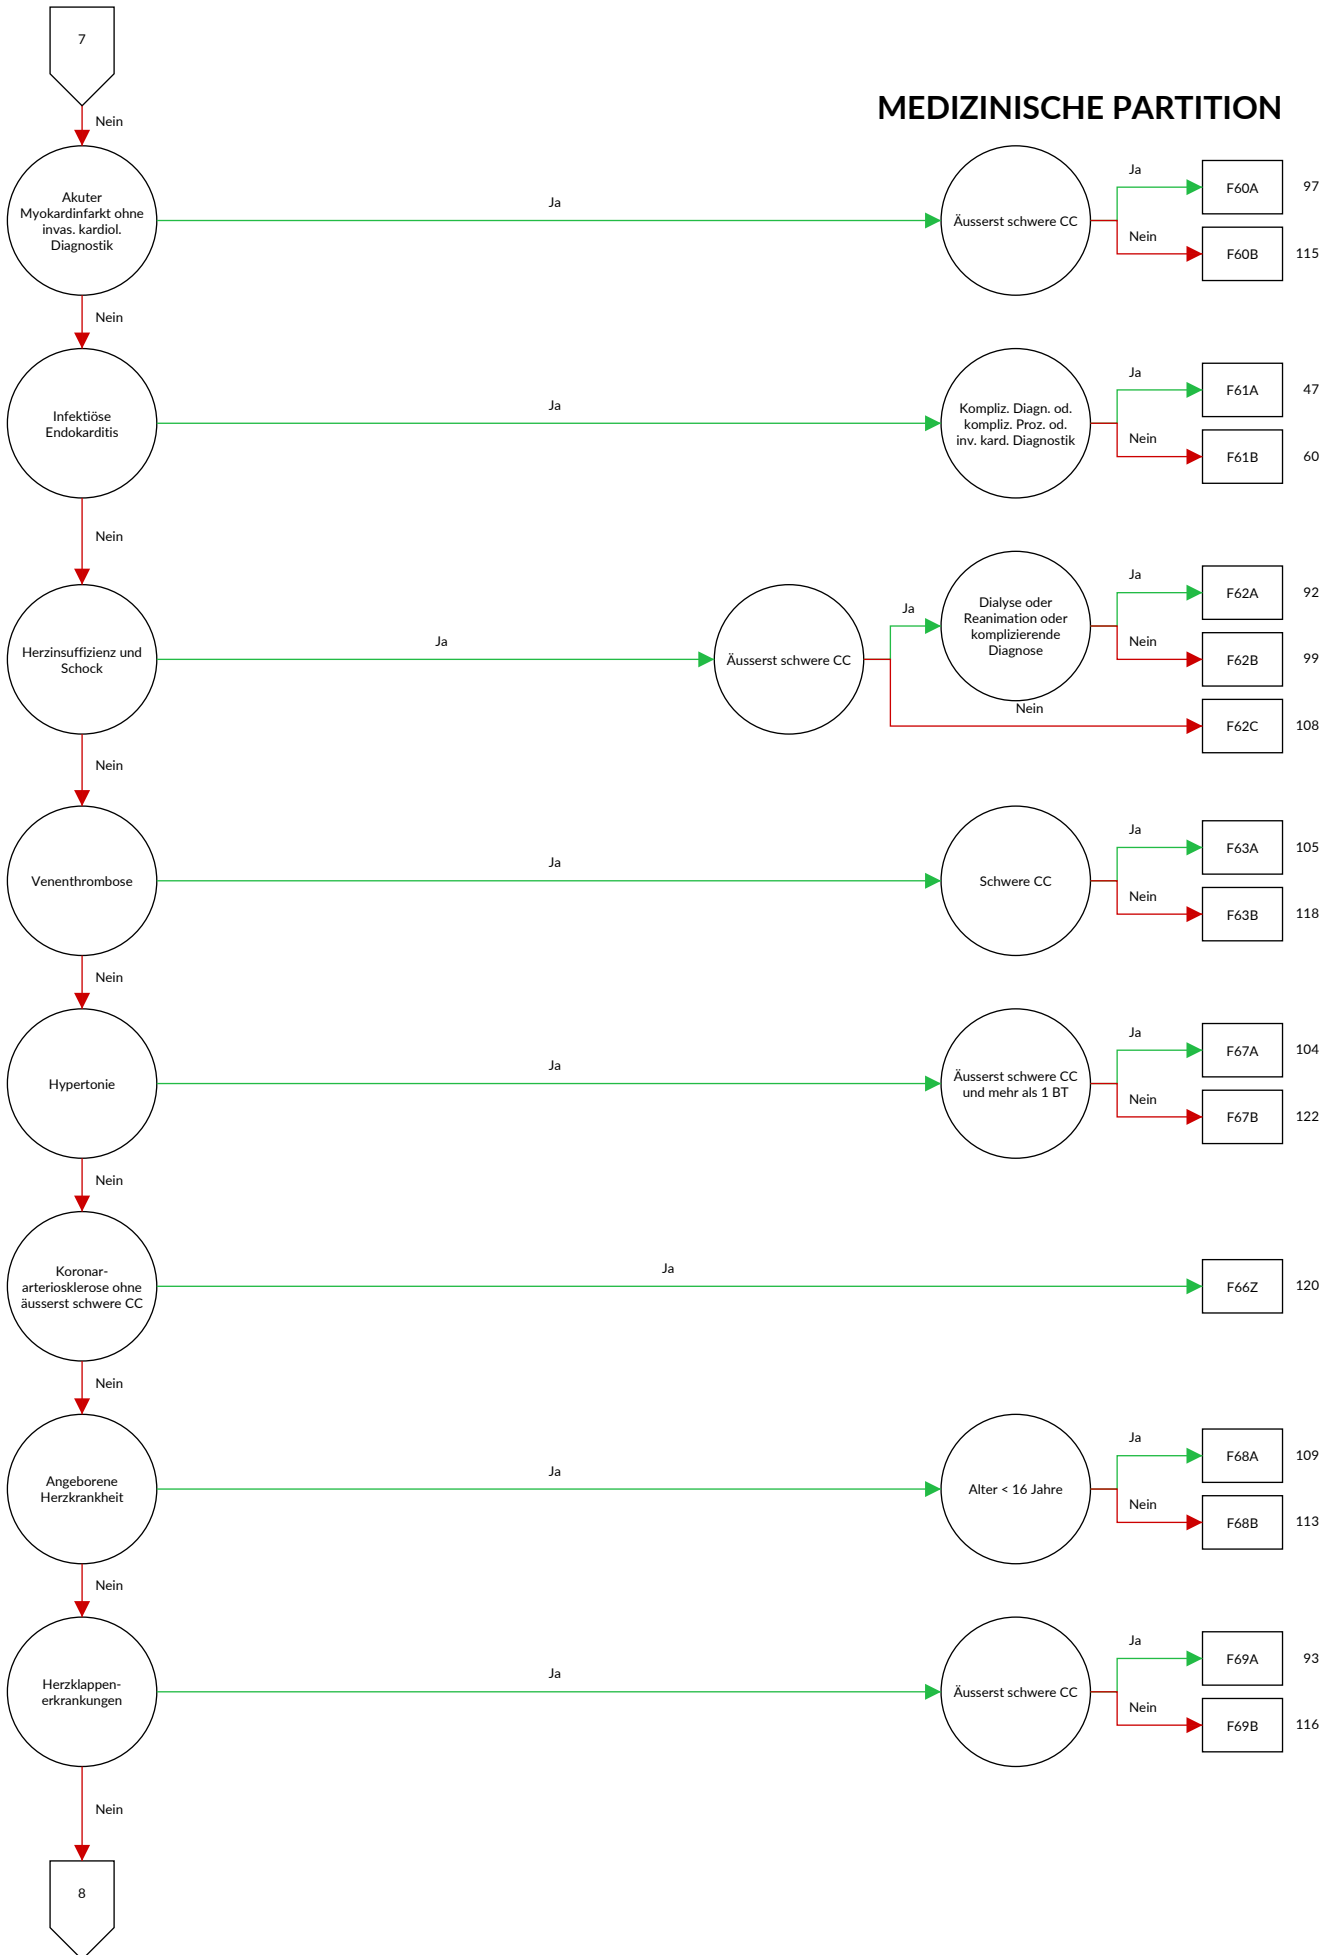 7
Nein
MEDIZINISCHE PARTITION
Akuter
Myokardinfarkt ohne
invas. kardiol.
Diagnostik
Ja
Äusserst schwere CC
Ja
F60A
97
Nein
F60B
115
Nein
Infektiöse
Endokarditis
Ja
Kompliz. Diagn. od.
kompliz. Proz. od.
inv. kard. Diagnostik
Ja
F61A
47
Nein
F61B
60
Nein
Herzinsuffizienz und
Schock
Ja
Äusserst schwere CC
Ja
Dialyse oder
Reanimation oder
komplizierende
Diagnose
Ja
F62A
92
Nein
F62B
99
Nein
F62C
108
Nein
Venenthrombose
Ja
Schwere CC
Ja
F63A
105
Nein
F63B
118
Nein
Hypertonie
Ja
Äusserst schwere CC
und mehr als 1 BT
Ja
F67A
104
Nein
F67B
122
Nein
Koronar-
arteriosklerose ohne
äusserst schwere CC
Ja
F66Z
120
Nein
Angeborene
Herzkrankheit
Ja
Alter < 16 Jahre
Ja
F68A
109
Nein
F68B
113
Nein
Herzklappen-
erkrankungen
Ja
Äusserst schwere CC
Ja
F69A
93
Nein
F69B
116
Nein
8